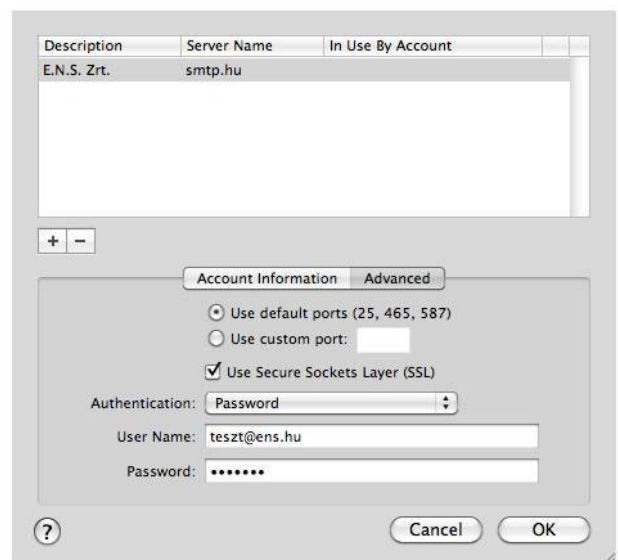 Description Server Name In Use By Account
E.N.S. Zrt. smtp.hu
+ −
Account Information Advanced
Use default ports (25, 465, 587)
Use custom port:
Use Secure Sockets Layer (SSL)
Authentication: Password
User Name: teszt@ens.hu
Password: •••••••
? Cancel OK